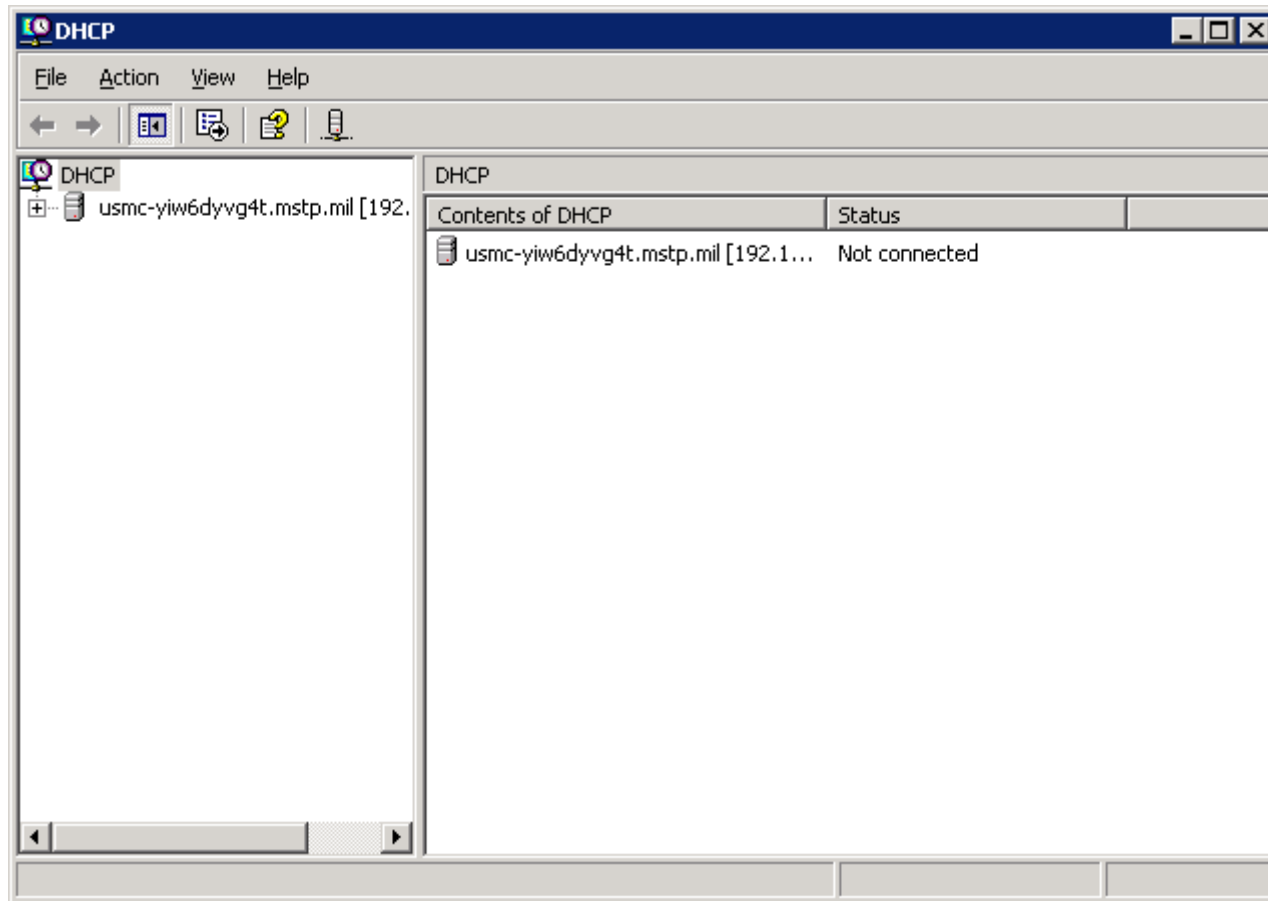 DHCP
File Action View Help
DHCP
usmc-yiw6dyvg4t.mstp.mil [192.
DHCP
Contents of DHCP Status
usmc-yiw6dyvg4t.mstp.mil [192.1... Not connected